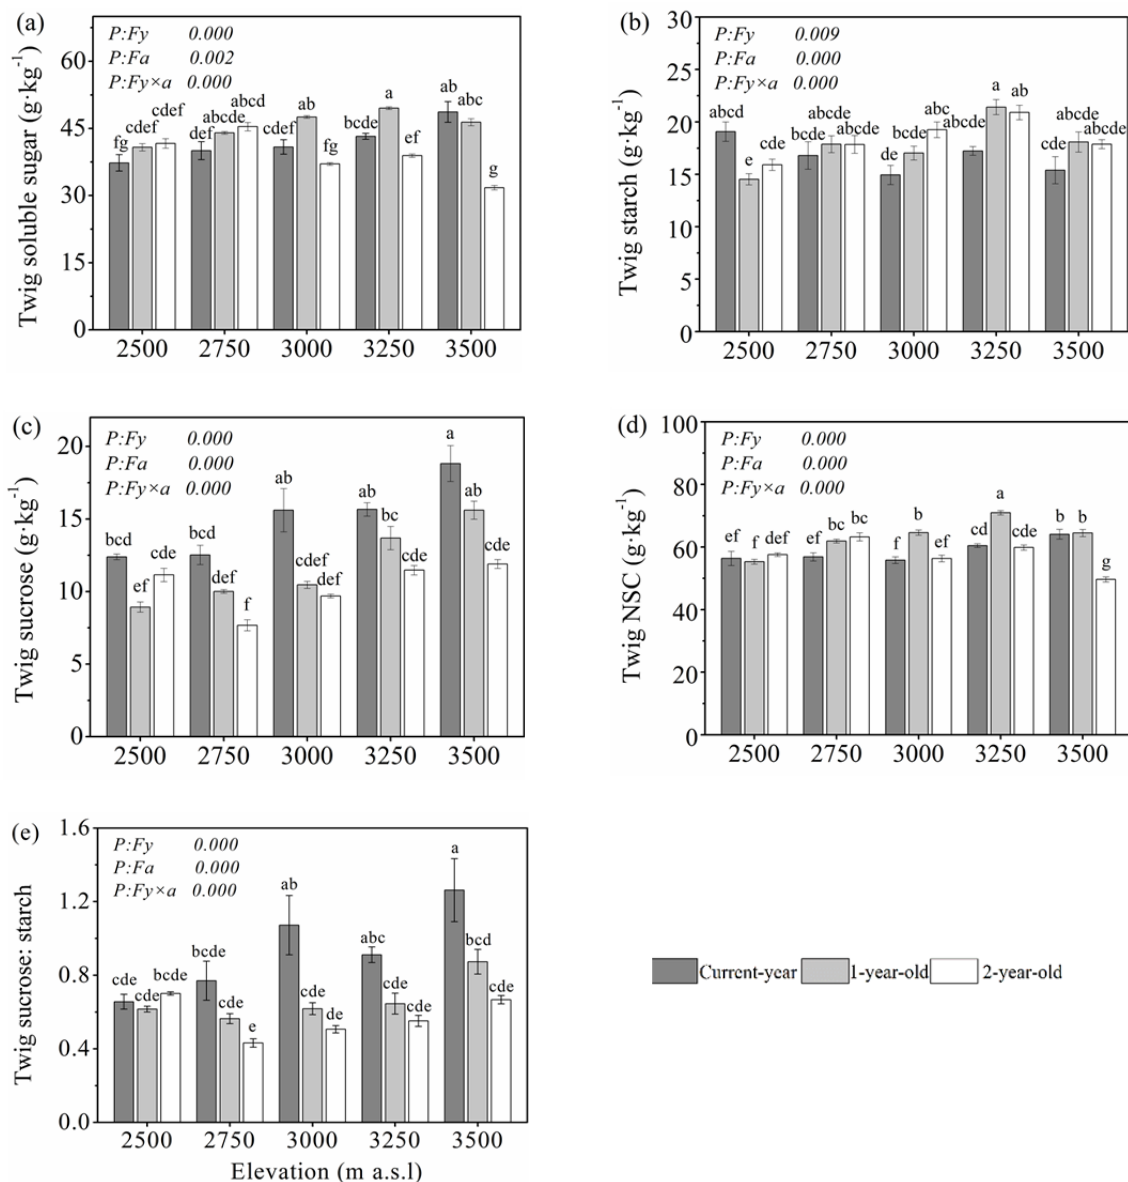 (a)
P:Fy 0.000
P:Fa 0.002
P:Fy×a 0.000
Twig soluble sugar (g·kg-1)
60
45
30
15
0
fg cdef cdef
def abcd abcd
cdef ab fg
bcde a ef
ab abc g
2500 2750 3000 3250 3500
(b)
P:Fy 0.009
P:Fa 0.000
P:Fy×a 0.000
Twig starch (g·kg-1)
30
25
20
15
10
5
0
abcd e cde
bcde abcde abcde
de bcde abc
abcde a ab
cde abcde abcde
2500 2750 3000 3250 3500
(c)
P:Fy 0.000
P:Fa 0.000
P:Fy×a 0.000
Twig sucrose (g·kg-1)
20
15
10
5
0
bcd ef cde
bcd def f
ab cdef def
ab bc cde
a ab cde
2500 2750 3000 3250 3500
(d)
P:Fy 0.000
P:Fa 0.000
P:Fy×a 0.000
Twig NSC (g·kg-1)
100
80
60
40
20
0
ef f def
ef bc bc
f b ef
cd a cde
b b g
2500 2750 3000 3250 3500
(e)
P:Fy 0.000
P:Fa 0.000
P:Fy×a 0.000
Twig sucrose: starch
1.6
1.2
0.8
0.4
0.0
cde cde bcde
bcde cde e
ab cde de
abc cde cde
a bcd cde
2500 2750 3000 3250 3500
Elevation (m a.s.l)
Current-year 1-year-old 2-year-old